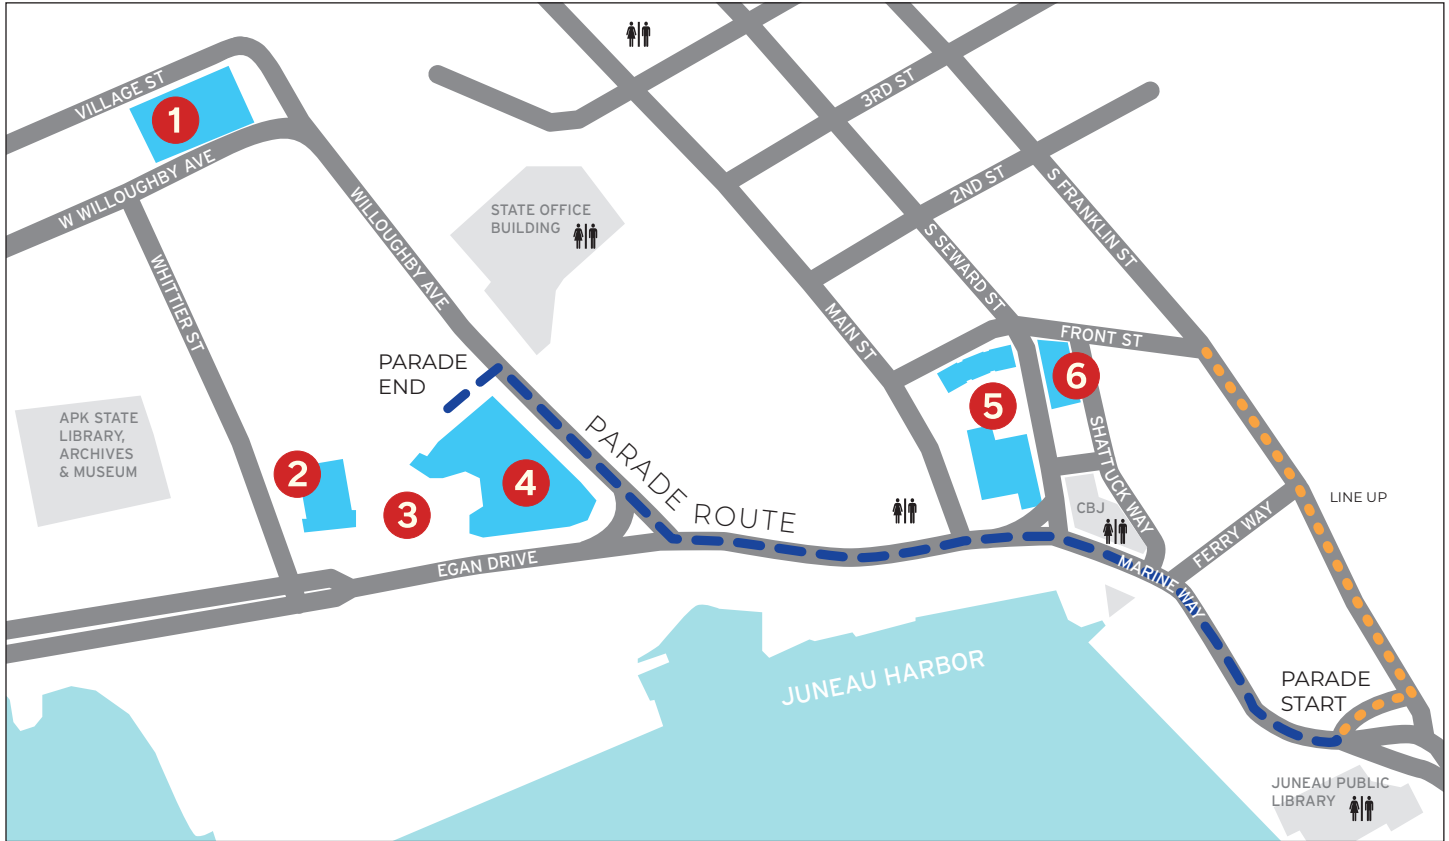 VILLAGE ST
1
W WILLOUGHBY AVE
WILLOUGHBY AVE
WHITTIER ST
STATE OFFICE
BUILDING
3RD ST
2ND ST
S FRANKLIN ST
S SEWARD ST
MAIN ST
FRONT ST
PARADE
END
APK STATE
LIBRARY,
ARCHIVES
& MUSEUM
2
3
4
5
6
PARADE ROUTE
SHATTUCK WAY
CBJ
LINE UP
FERRY WAY
EGAN DRIVE
MARINE WAY
JUNEAU HARBOR
PARADE
START
JUNEAU PUBLIC
LIBRARY